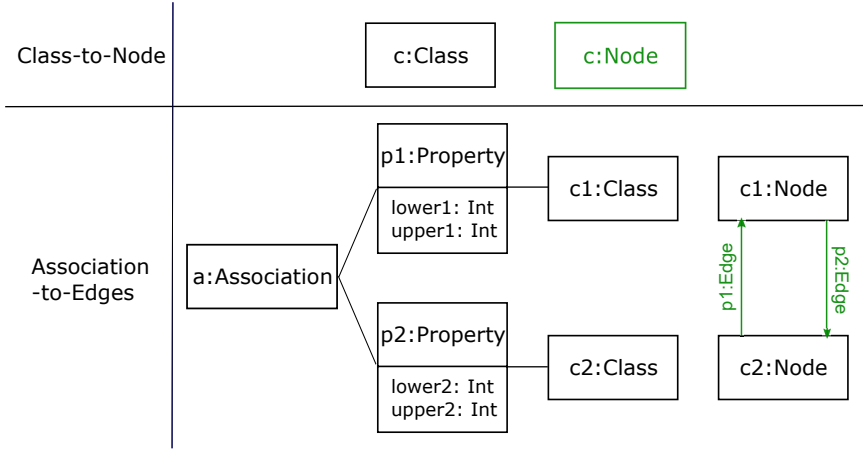 Class-to-Node
c:Class
c:Node
Association
-to-Edges
a:Association
p1:Property
lower1: Int
upper1: Int
c1:Class
c1:Node
p1:Edge
p2:Edge
p2:Property
lower2: Int
upper2: Int
c2:Class
c2:Node